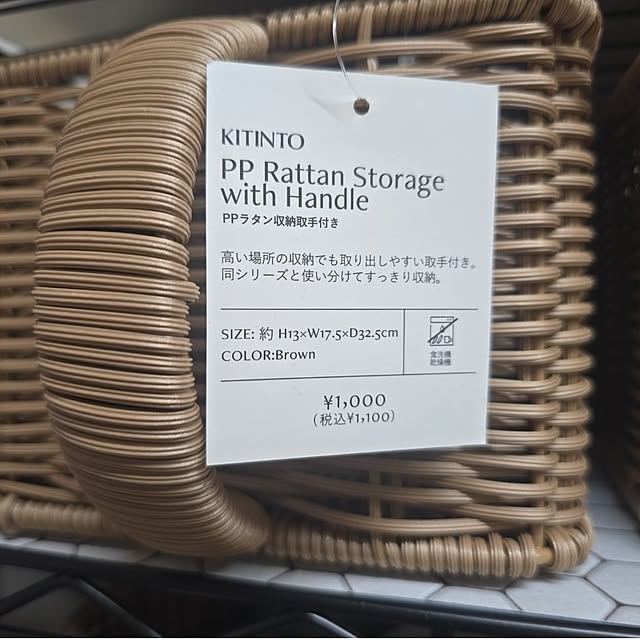 KITINTO
PP Rattan Storage
with Handle
PPラタン収納取手付き
高い場所の収納でも取り出しやすい取手付き。
同シリーズと使い分けてすっきり収納。
SIZE: 約 H13×W17.5×D32.5cm
COLOR:Brown
食洗機
乾燥機
¥1,000
(税込¥1,100)